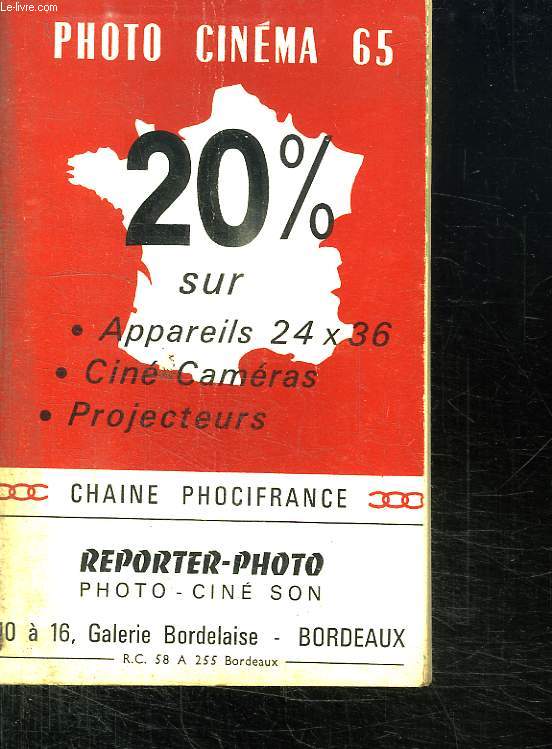 Le-livre.com
PHOTO CINÉMA 65
20%
sur
• Appareils 24 x 36
• Ciné-Caméras
• Projecteurs
CHAINE PHOCIFRANCE
REPORTER-PHOTO
PHOTO - CINÉ SON
10 à 16, Galerie Bordelaise - BORDEAUX
R.C. 58 A 255 Bordeaux